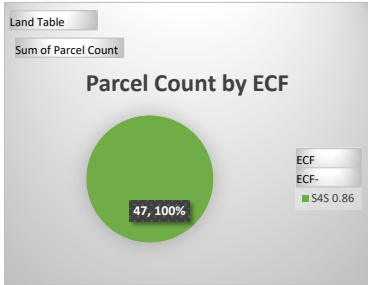 Land Table
Sum of Parcel Count
Parcel Count by ECF
ECF
ECF-
S4S 0.86
47, 100%